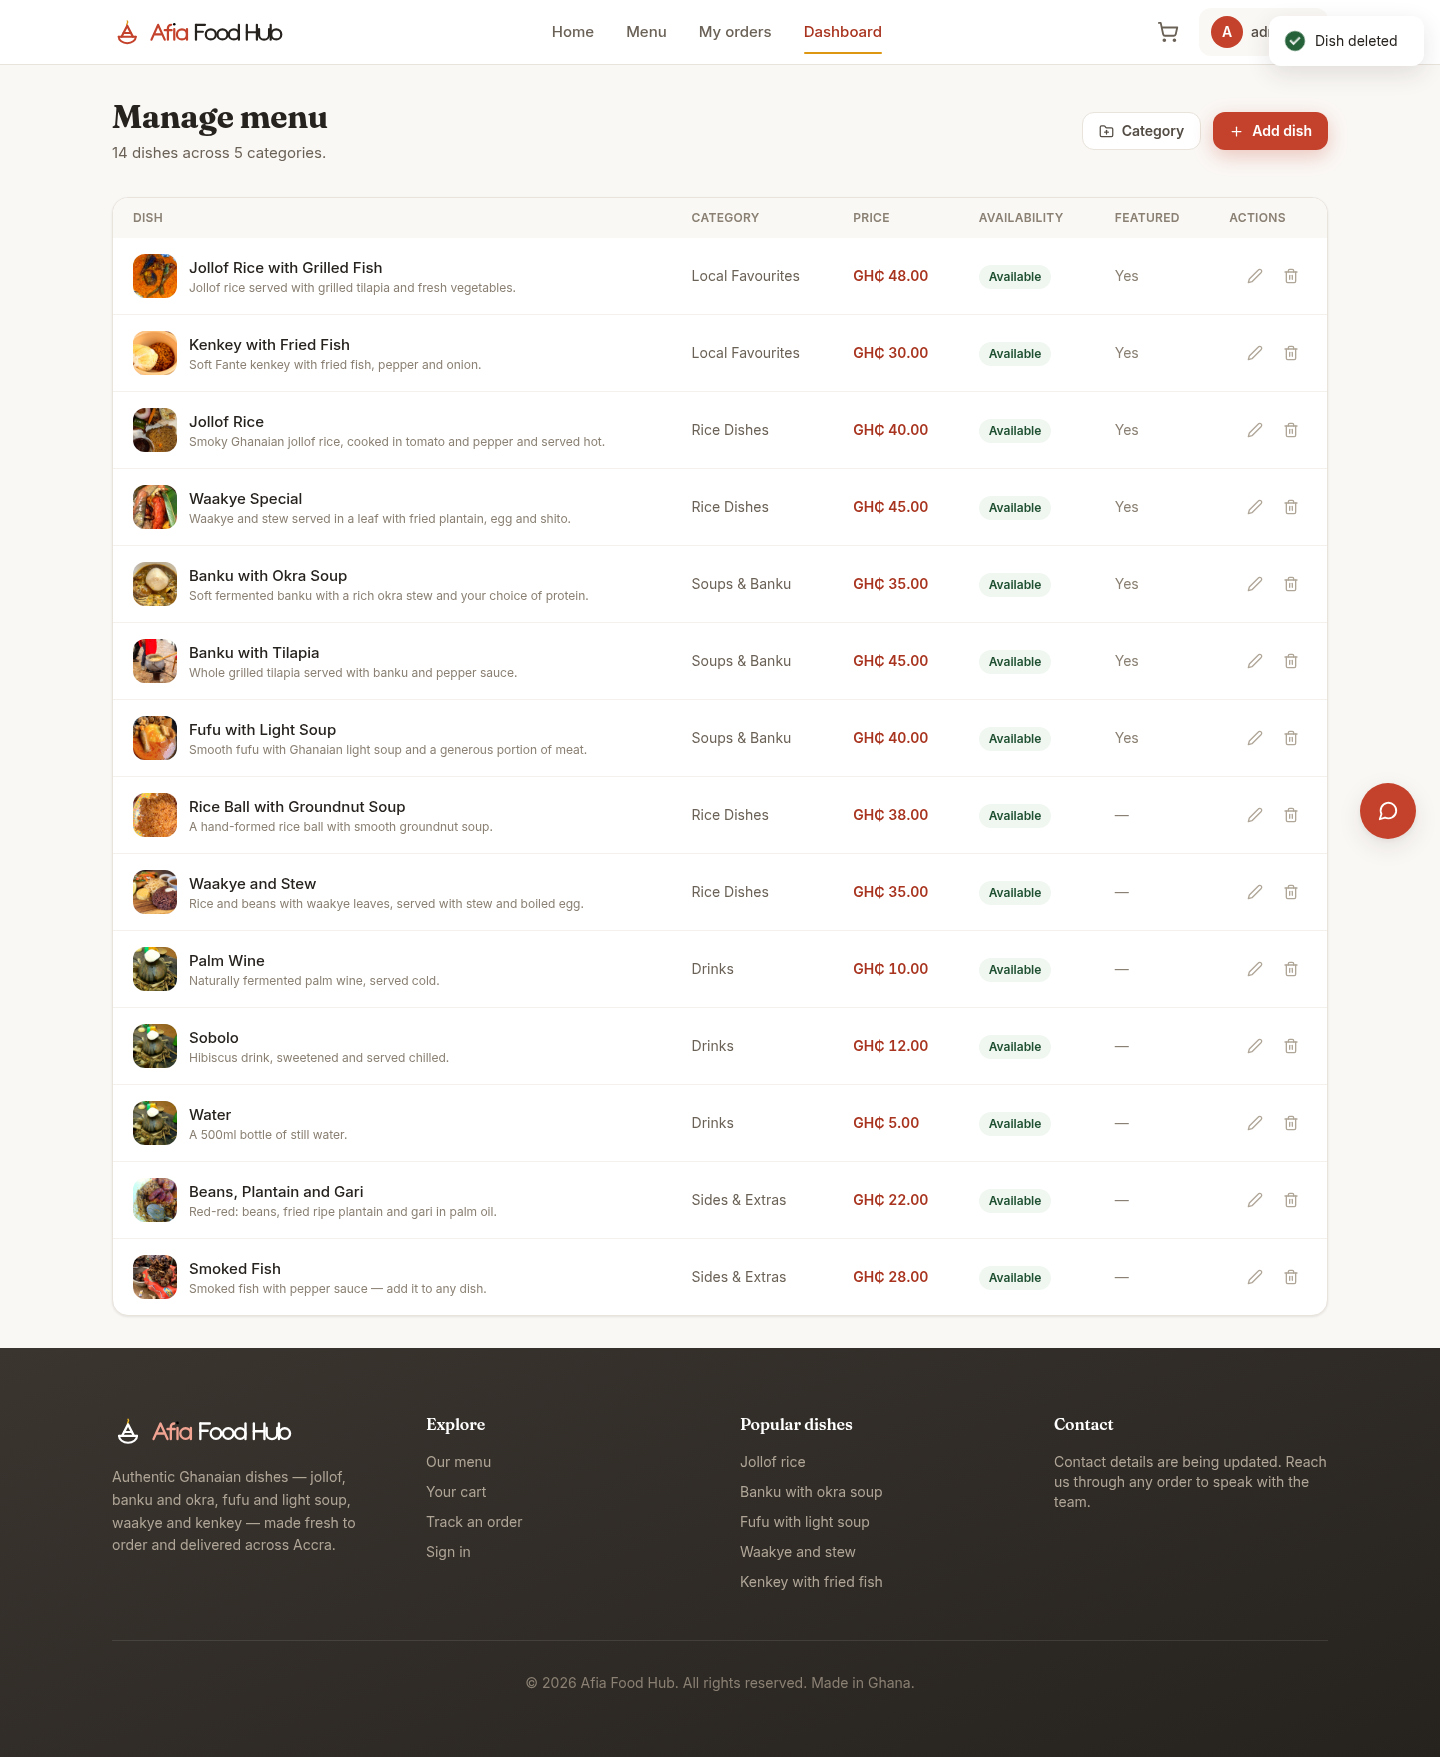 Afia Food Hub
Home
Menu
My orders
Dashboard
A
Dish deleted
Manage menu
14 dishes across 5 categories.
Category
Add dish
DISH CATEGORY PRICE AVAILABILITY FEATURED ACTIONS
Jollof Rice with Grilled Fish
Jollof rice served with grilled tilapia and fresh vegetables.
Local Favourites GH₵ 48.00 Available Yes
Kenkey with Fried Fish
Soft Fante kenkey with fried fish, pepper and onion.
Local Favourites GH₵ 30.00 Available Yes
Jollof Rice
Smoky Ghanaian jollof rice, cooked in tomato and pepper and served hot.
Rice Dishes GH₵ 40.00 Available Yes
Waakye Special
Waakye and stew served in a leaf with fried plantain, egg and shito.
Rice Dishes GH₵ 45.00 Available Yes
Banku with Okra Soup
Soft fermented banku with a rich okra stew and your choice of protein.
Soups & Banku GH₵ 35.00 Available Yes
Banku with Tilapia
Whole grilled tilapia served with banku and pepper sauce.
Soups & Banku GH₵ 45.00 Available Yes
Fufu with Light Soup
Smooth fufu with Ghanaian light soup and a generous portion of meat.
Soups & Banku GH₵ 40.00 Available Yes
Rice Ball with Groundnut Soup
A hand-formed rice ball with smooth groundnut soup.
Rice Dishes GH₵ 38.00 Available —
Waakye and Stew
Rice and beans with waakye leaves, served with stew and boiled egg.
Rice Dishes GH₵ 35.00 Available —
Palm Wine
Naturally fermented palm wine, served cold.
Drinks GH₵ 10.00 Available —
Sobolo
Hibiscus drink, sweetened and served chilled.
Drinks GH₵ 12.00 Available —
Water
A 500ml bottle of still water.
Drinks GH₵ 5.00 Available —
Beans, Plantain and Gari
Red-red: beans, fried ripe plantain and gari in palm oil.
Sides & Extras GH₵ 22.00 Available —
Smoked Fish
Smoked fish with pepper sauce — add it to any dish.
Sides & Extras GH₵ 28.00 Available —
Afia Food Hub
Authentic Ghanaian dishes — jollof,
banku and okra, fufu and light soup,
waakye and kenkey — made fresh to
order and delivered across Accra.
Explore
Our menu
Your cart
Track an order
Sign in
Popular dishes
Jollof rice
Banku with okra soup
Fufu with light soup
Waakye and stew
Kenkey with fried fish
Contact
Contact details are being updated. Reach
us through any order to speak with the
team.
© 2026 Afia Food Hub. All rights reserved. Made in Ghana.